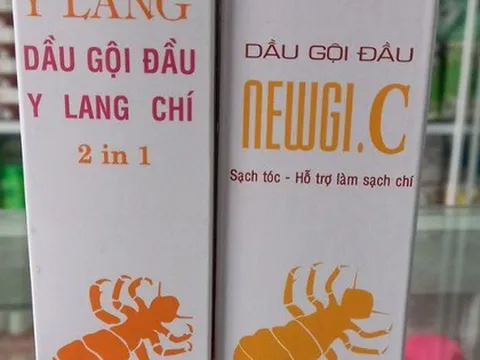 Y LANG
DẦU GỘI ĐẦU
Y LANG CHÍ
2 in 1
DẦU GỘI ĐẦU
NEWGI.C
Sạch tóc - Hỗ trợ làm sạch chí